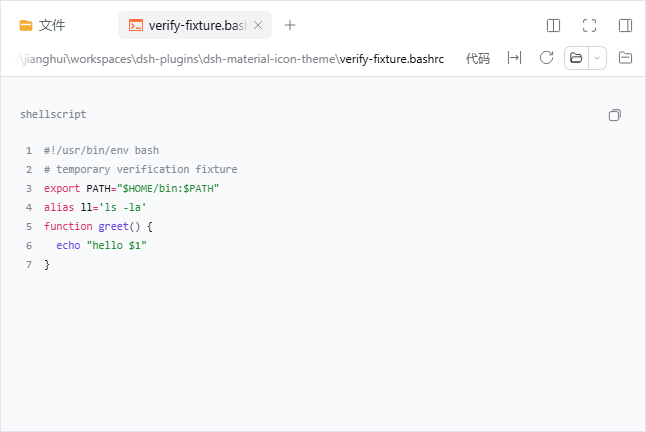 文件
verify-fixture.bash
\jianghui\workspaces\dsh-plugins\dsh-material-icon-theme\verify-fixture.bashrc 代码
shellscript
1 #!/usr/bin/env bash
2 # temporary verification fixture
3 export PATH="$HOME/bin:$PATH"
4 alias ll='ls -la'
5 function greet() {
6   echo "hello $1"
7 }